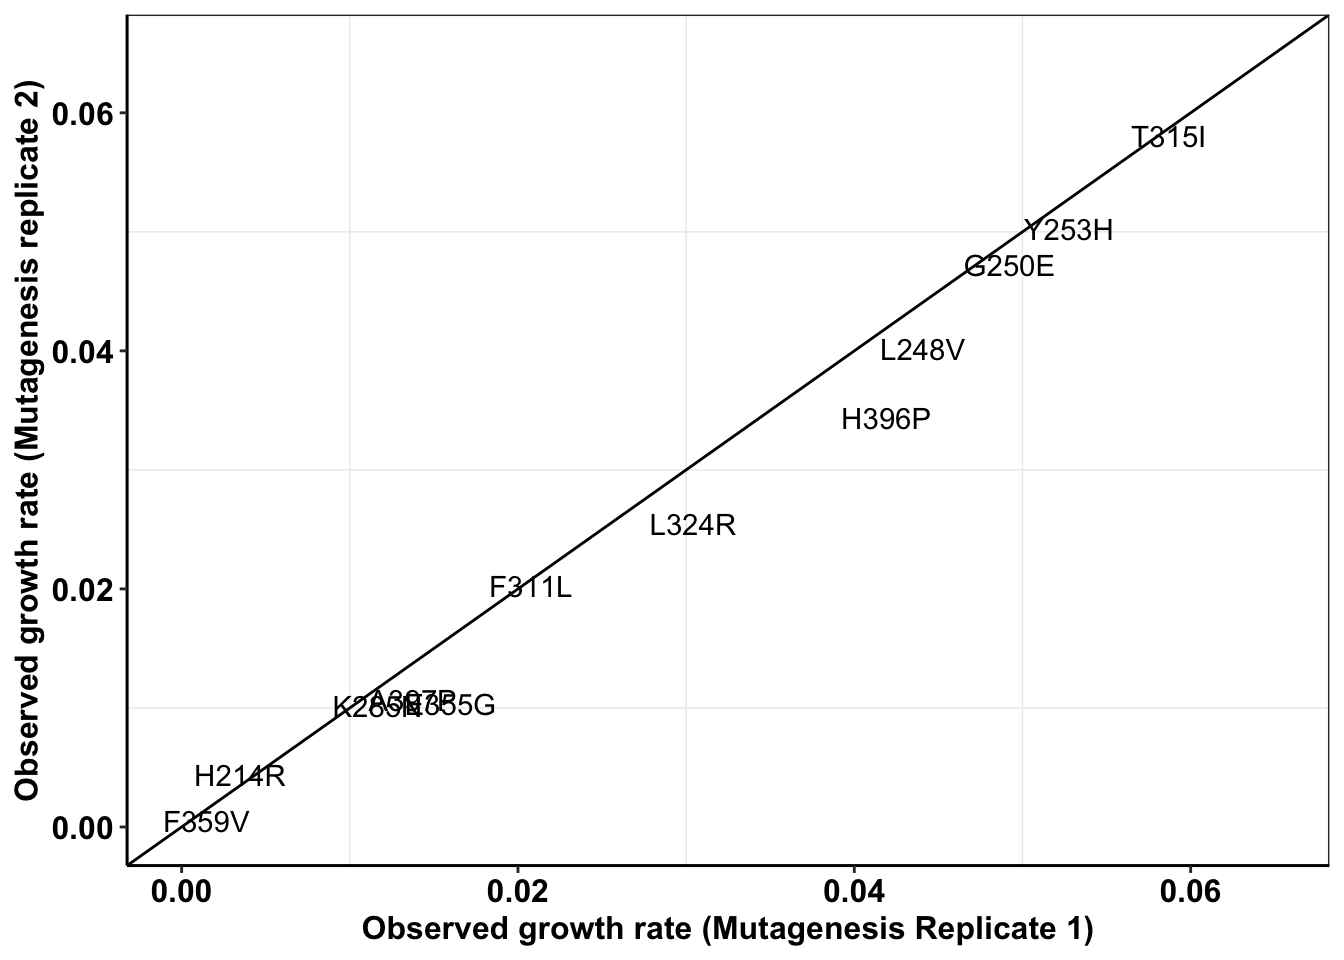 Observed growth rate (Mutagenesis replicate 2)
0.06
0.04
0.02
0.00
T315I
Y253H
G250E
L248V
H396P
L324R
F311L
A397P
K285N
E355G
H214R
F359V
0.00 0.02 0.04 0.06
Observed growth rate (Mutagenesis Replicate 1)